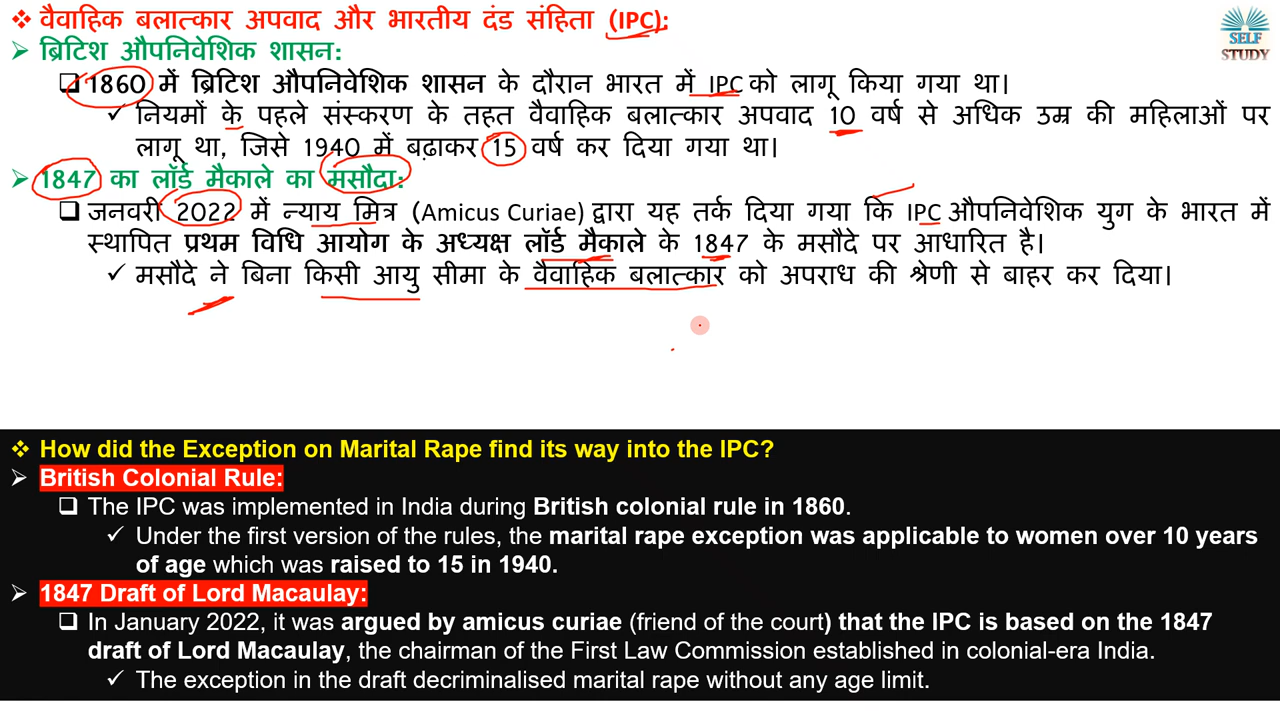 ❖ वैवाहिक बलात्कार अपवाद और भारतीय दंड संहिता (IPC):
SELF
STUDY
➢ ब्रिटिश औपनिवेशिक शासन:
❑ 1860 में ब्रिटिश औपनिवेशिक शासन के दौरान भारत में IPC को लागू किया गया था।
✓ नियमों के पहले संस्करण के तहत वैवाहिक बलात्कार अपवाद 10 वर्ष से अधिक उम्र की महिलाओं पर
लागू था, जिसे 1940 में बढ़ाकर 15 वर्ष कर दिया गया था।
➢ 1847 का लॉर्ड मैकाले का मसौदा:
❑ जनवरी 2022 में न्याय मित्र (Amicus Curiae) द्वारा यह तर्क दिया गया कि IPC औपनिवेशिक युग के भारत में
स्थापित प्रथम विधि आयोग के अध्यक्ष लॉर्ड मैकाले के 1847 के मसौदे पर आधारित है।
✓ मसौदे ने बिना किसी आयु सीमा के वैवाहिक बलात्कार को अपराध की श्रेणी से बाहर कर दिया।
❖ How did the Exception on Marital Rape find its way into the IPC?
➢ British Colonial Rule:
❑ The IPC was implemented in India during British colonial rule in 1860.
✓ Under the first version of the rules, the marital rape exception was applicable to women over 10 years
of age which was raised to 15 in 1940.
➢ 1847 Draft of Lord Macaulay:
❑ In January 2022, it was argued by amicus curiae (friend of the court) that the IPC is based on the 1847
draft of Lord Macaulay, the chairman of the First Law Commission established in colonial-era India.
✓ The exception in the draft decriminalised marital rape without any age limit.